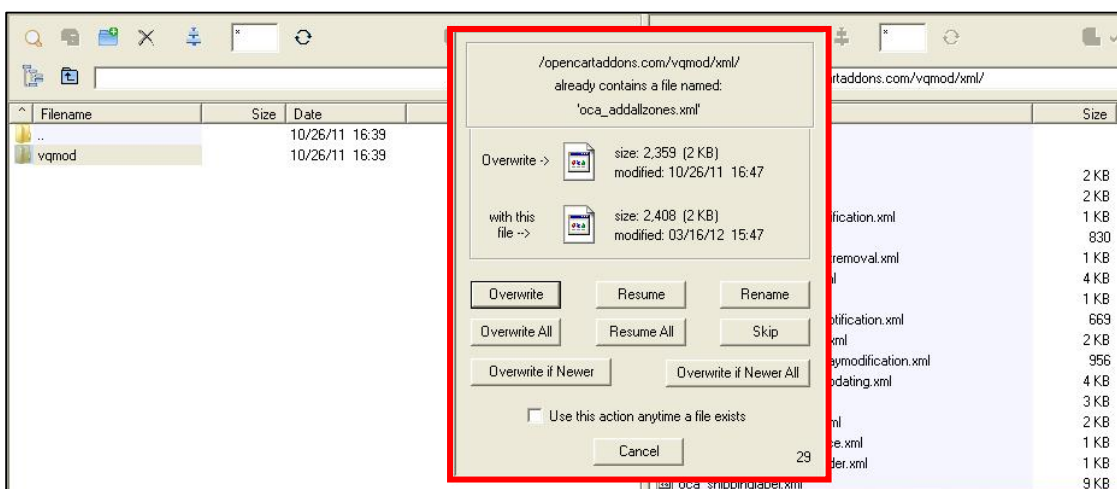 *
*
Filename Size Date
.. 10/26/11 16:39
vqmod 10/26/11 16:39
/opencartaddons.com/vqmod/xml/
already contains a file named:
'oca_addallzones.xml'
Overwrite ->
size: 2,359 (2 KB)
modified: 10/26/11 16:47
with this
file -->
size: 2,408 (2 KB)
modified: 03/16/12 15:47
Overwrite Resume Rename
Overwrite All Resume All Skip
Overwrite if Newer Overwrite if Newer All
Use this action anytime a file exists
Cancel
29
rtaddons.com/vqmod/xml/
Size
2 KB
2 KB
ification.xml 1 KB
830
removal.xml 1 KB
4 KB
1 KB
otification.xml 669
xml 2 KB
aymodification.xml 956
pdating.xml 4 KB
3 KB
ml 2 KB
ce.xml 1 KB
der.xml 1 KB
oca_shippinglabel.xml 9 KB